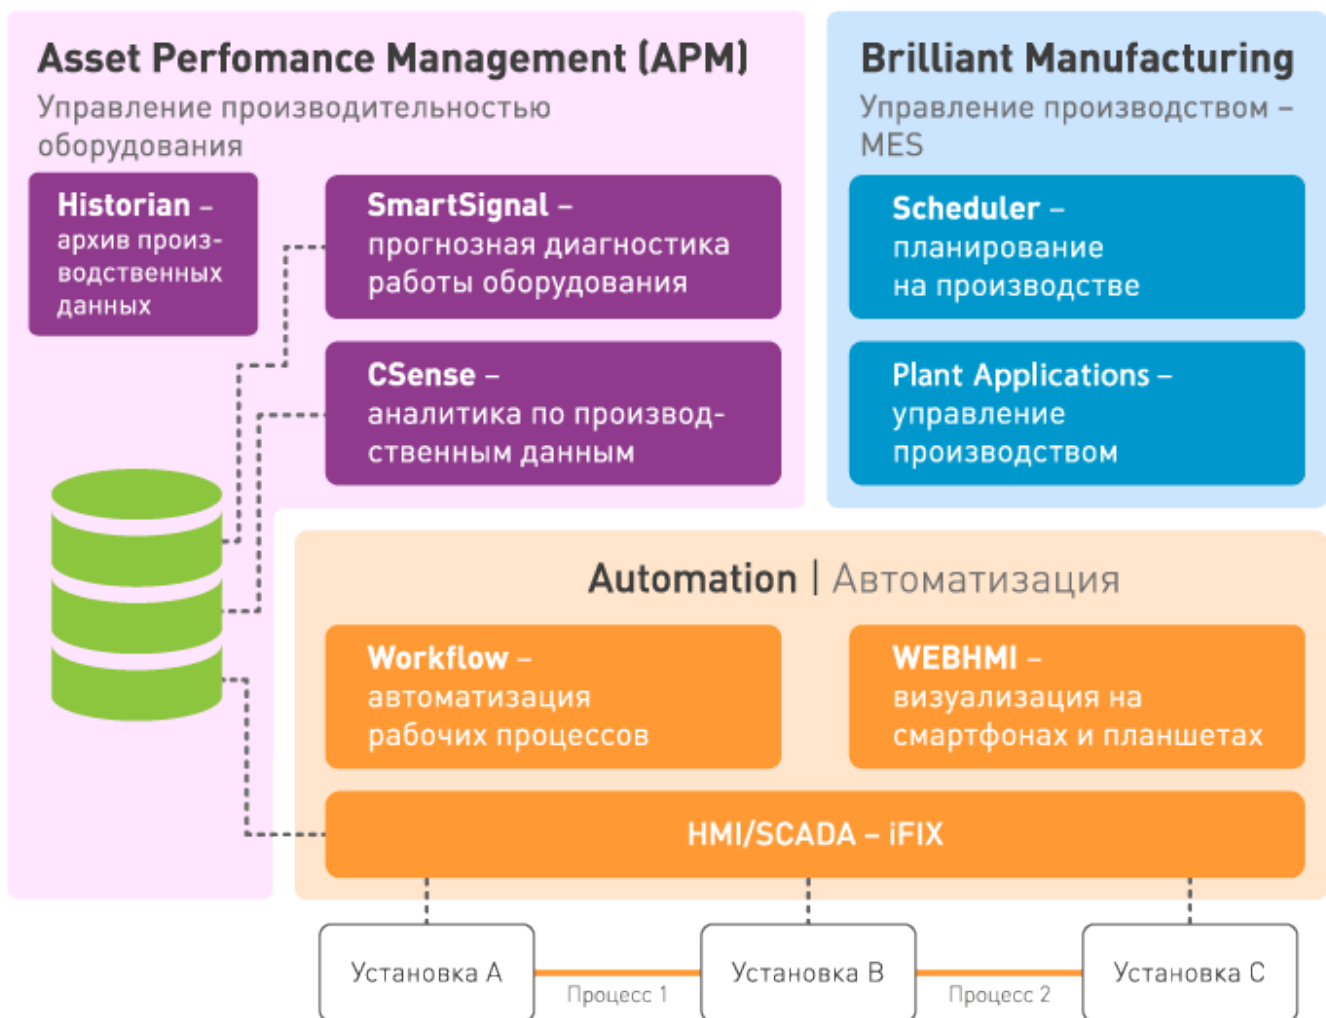 Asset Perfomance Management (APM)
Управление производительностью
оборудования
Historian –
архив произ-
водственных
данных
SmartSignal –
прогнозная диагностика
работы оборудования
CSense –
аналитика по производ-
ственным данным
Brilliant Manufacturing
Управление производством –
MES
Scheduler –
планирование
на производстве
Plant Applications –
управление
производством
Automation | Автоматизация
Workflow –
автоматизация
рабочих процессов
WEBHMI –
визуализация на
смартфонах и планшетах
HMI/SCADA – iFIX
Установка A
Процесс 1
Установка B
Процесс 2
Установка C